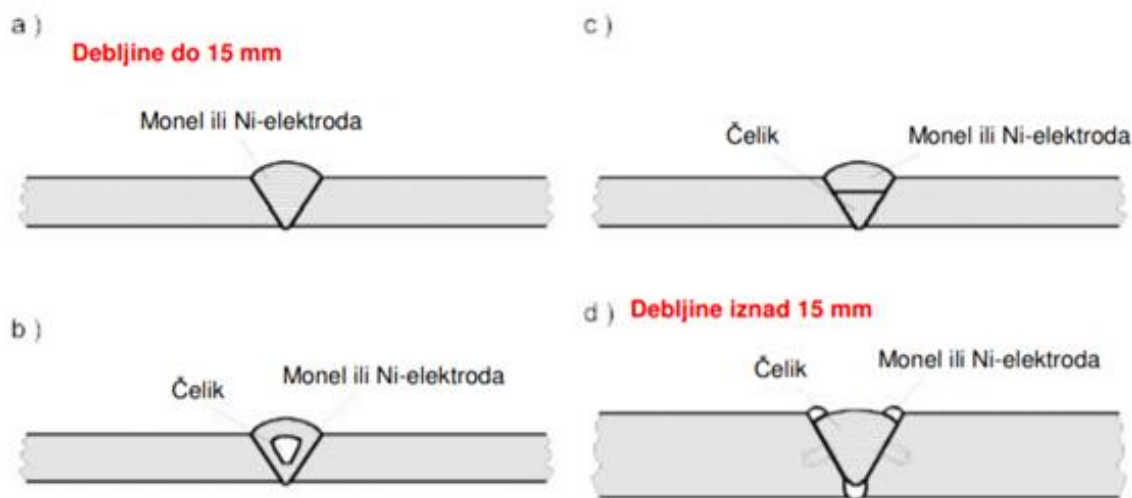 a )
Debljine do 15 mm
Monel ili Ni-elektroda
c )
Čelik
Monel ili Ni-elektroda
b )
Čelik
Monel ili Ni-elektroda
d )
Debljine iznad 15 mm
Čelik
Monel ili Ni-elektroda